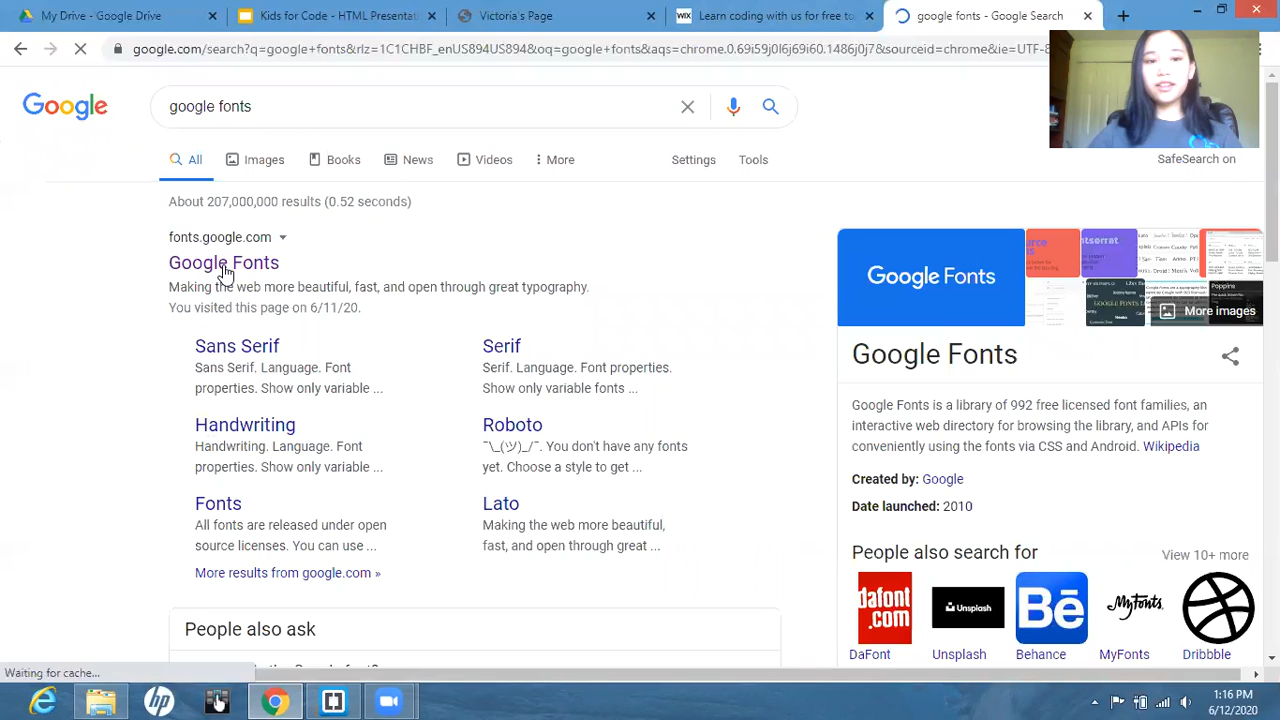 My Drive - Google Drive
Kids for Google - HTML Presentat
Victoria's Page
WIX Learn coding with us for free to
google fonts - Google Search
google.com/search?q=google+fonts&rlz=1C1CHBF_enUS894US894&oq=google+fonts&aqs=chrome.0.69i59j0l6j69i60.1486j0j7&sourceid=chrome&ie=UTF-8
Google
google fonts
All Images Books News Videos More Settings Tools
SafeSearch on
About 207,000,000 results (0.52 seconds)
fonts.google.com
Google Fonts
Making the web more beautiful, fast, and open through great typography.
You visited this page on 6/11/20.
Sans Serif
Sans Serif. Language. Font
properties. Show only variable ...
Serif
Serif. Language. Font properties.
Show only variable fonts ...
Handwriting
Handwriting. Language. Font
properties. Show only variable ...
Roboto
¯\_(ツ)_/¯. You don't have any fonts
yet. Choose a style to get ...
Fonts
All fonts are released under open
source licenses. You can use ...
Lato
Making the web more beautiful,
fast, and open through great ...
More results from google.com »
People also ask
Google Fonts
More images
Google Fonts
Google Fonts is a library of 992 free licensed font families, an
interactive web directory for browsing the library, and APIs for
conveniently using the fonts via CSS and Android. Wikipedia
Created by: Google
Date launched: 2010
People also search for
View 10+ more
dafont
.com
Unsplash
Bē
MyFonts
DaFont Unsplash Behance MyFonts Dribbble
Waiting for cache...
hp
1:16 PM
6/12/2020